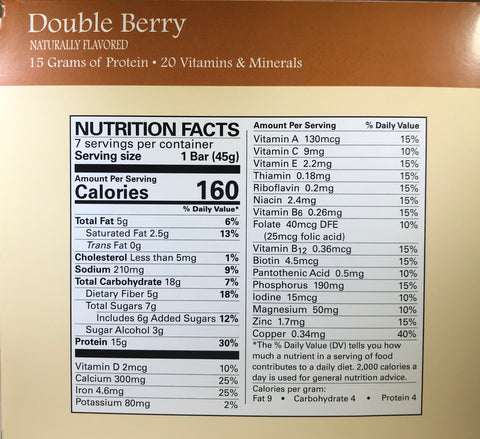 Double Berry
NATURALLY FLAVORED
15 Grams of Protein • 20 Vitamins & Minerals
NUTRITION FACTS
7 servings per container
Serving size 1 Bar (45g)
Amount Per Serving
Calories 160
% Daily Value*
Total Fat 5g 6%
Saturated Fat 2.5g 13%
Trans Fat 0g
Cholesterol Less than 5mg 1%
Sodium 210mg 9%
Total Carbohydrate 18g 7%
Dietary Fiber 5g 18%
Total Sugars 7g
Includes 6g Added Sugars 12%
Sugar Alcohol 3g
Protein 15g 30%
Vitamin D 2mcg 10%
Calcium 300mg 25%
Iron 4.6mg 25%
Potassium 80mg 2%
Amount Per Serving % Daily Value
Vitamin A 130mcg 15%
Vitamin C 9mg 10%
Vitamin E 2.2mg 15%
Thiamin 0.18mg 15%
Riboflavin 0.2mg 15%
Niacin 2.4mg 15%
Vitamin B6 0.26mg 15%
Folate 40mcg DFE 10%
(25mcg folic acid)
Vitamin B12 0.36mcg 15%
Biotin 4.5mcg 15%
Pantothenic Acid 0.5mg 10%
Phosphorus 190mg 15%
Iodine 15mcg 10%
Magnesium 50mg 10%
Zinc 1.7mg 15%
Copper 0.34mg 40%
*The % Daily Value (DV) tells you how
much a nutrient in a serving of food
contributes to a daily diet. 2,000 calories a
day is used for general nutrition advice.
Calories per gram:
Fat 9 • Carbohydrate 4 • Protein 4